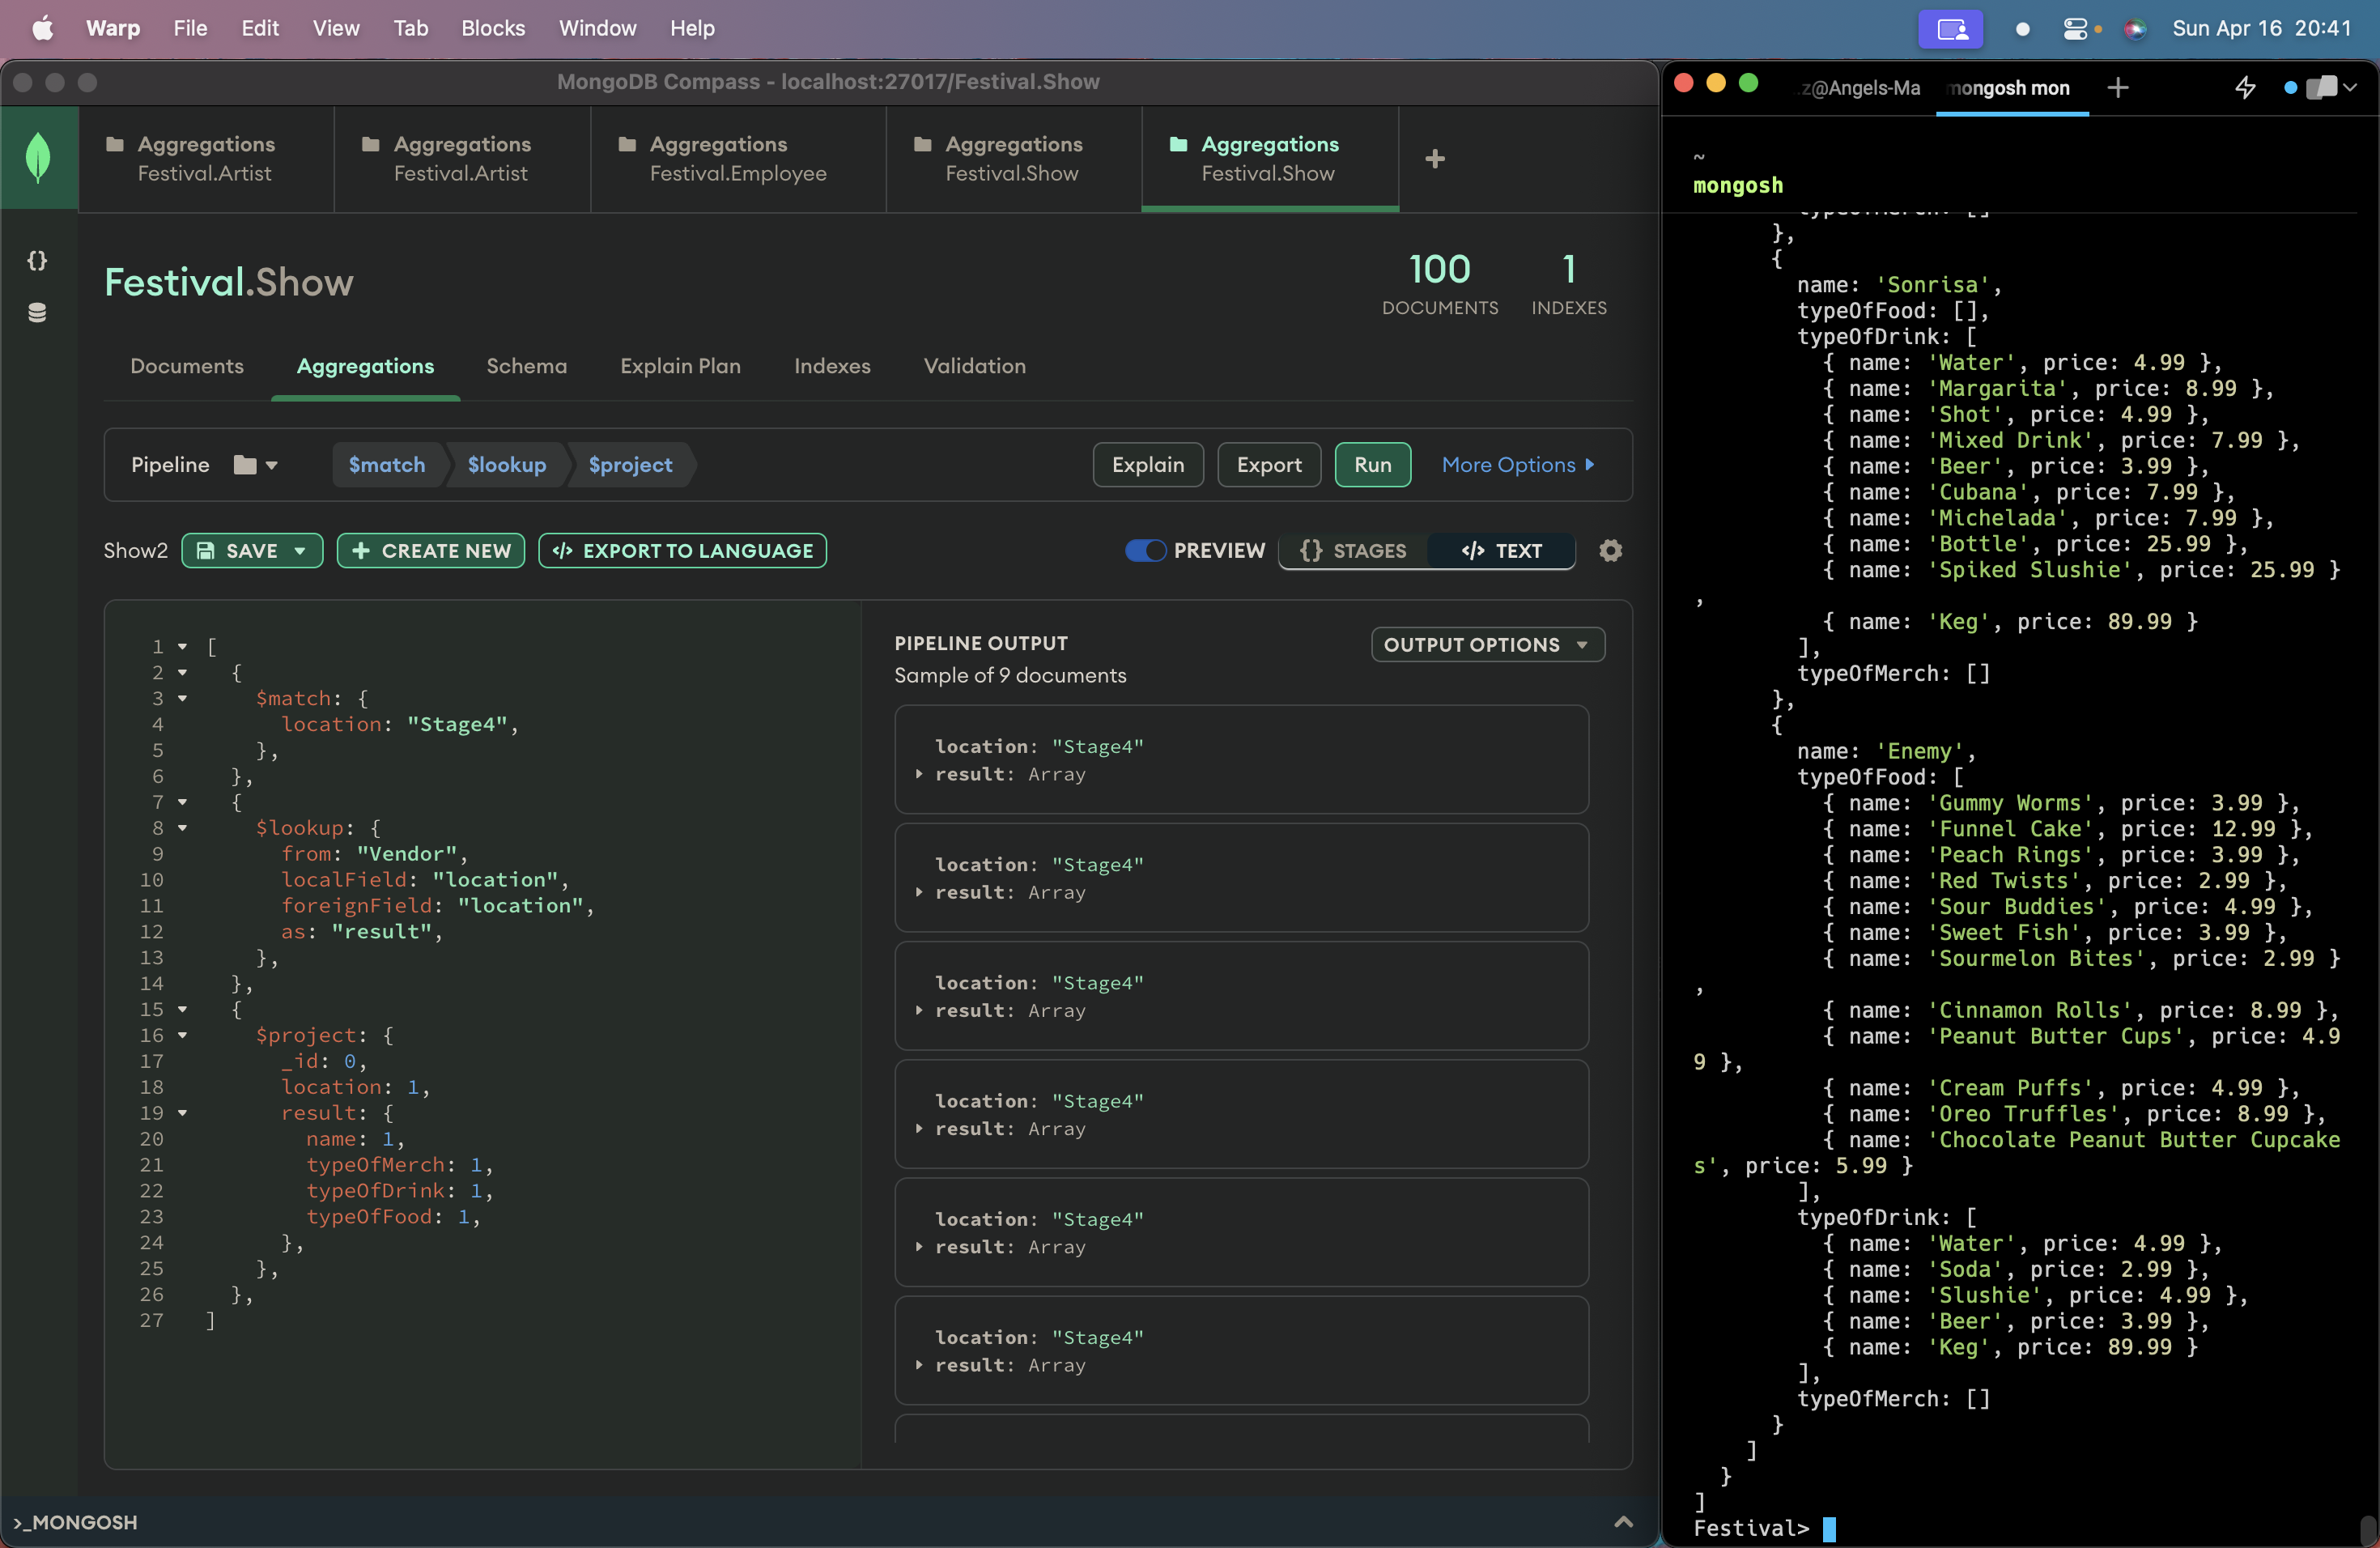 Warp File Edit View Tab Blocks Window Help
Sun Apr 16 20:41
MongoDB Compass - localhost:27017/Festival.Show
Aggregations
Festival.Artist
Aggregations
Festival.Artist
Aggregations
Festival.Employee
Aggregations
Festival.Show
Aggregations
Festival.Show
Festival.Show
100
DOCUMENTS
1
INDEXES
Documents Aggregations Schema Explain Plan Indexes Validation
Pipeline $match $lookup $project Explain Export Run More Options
Show2 SAVE CREATE NEW EXPORT TO LANGUAGE PREVIEW {} STAGES </> TEXT
1 [
2 {
3 $match: {
4 location: "Stage4",
5 },
6 },
7 {
8 $lookup: {
9 from: "Vendor",
10 localField: "location",
11 foreignField: "location",
12 as: "result",
13 },
14 },
15 {
16 $project: {
17 _id: 0,
18 location: 1,
19 result: {
20 name: 1,
21 typeOfMerch: 1,
22 typeOfDrink: 1,
23 typeOfFood: 1,
24 },
25 },
26 },
27 ]
PIPELINE OUTPUT
OUTPUT OPTIONS
Sample of 9 documents
location: "Stage4"
result: Array
location: "Stage4"
result: Array
location: "Stage4"
result: Array
location: "Stage4"
result: Array
location: "Stage4"
result: Array
location: "Stage4"
result: Array
>_MONGOSH
.z@Angels-Ma mongosh mon
~
mongosh
typeOfMerch: []
},
{
name: 'Sonrisa',
typeOfFood: [],
typeOfDrink: [
{ name: 'Water', price: 4.99 },
{ name: 'Margarita', price: 8.99 },
{ name: 'Shot', price: 4.99 },
{ name: 'Mixed Drink', price: 7.99 },
{ name: 'Beer', price: 3.99 },
{ name: 'Cubana', price: 7.99 },
{ name: 'Michelada', price: 7.99 },
{ name: 'Bottle', price: 25.99 },
{ name: 'Spiked Slushie', price: 25.99 }
,
{ name: 'Keg', price: 89.99 }
],
typeOfMerch: []
},
{
name: 'Enemy',
typeOfFood: [
{ name: 'Gummy Worms', price: 3.99 },
{ name: 'Funnel Cake', price: 12.99 },
{ name: 'Peach Rings', price: 3.99 },
{ name: 'Red Twists', price: 2.99 },
{ name: 'Sour Buddies', price: 4.99 },
{ name: 'Sweet Fish', price: 3.99 },
{ name: 'Sourmelon Bites', price: 2.99 }
,
{ name: 'Cinnamon Rolls', price: 8.99 },
{ name: 'Peanut Butter Cups', price: 4.9
9 },
{ name: 'Cream Puffs', price: 4.99 },
{ name: 'Oreo Truffles', price: 8.99 },
{ name: 'Chocolate Peanut Butter Cupcake
s', price: 5.99 }
],
typeOfDrink: [
{ name: 'Water', price: 4.99 },
{ name: 'Soda', price: 2.99 },
{ name: 'Slushie', price: 4.99 },
{ name: 'Beer', price: 3.99 },
{ name: 'Keg', price: 89.99 }
],
typeOfMerch: []
}
]
}
]
Festival>